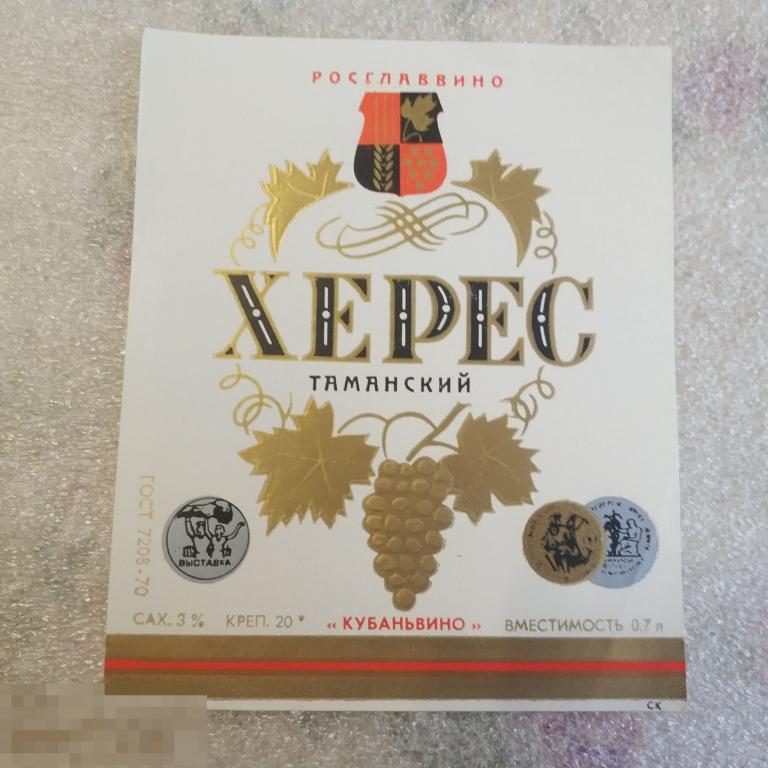 РОСГЛАВВИНО
ХЕРЕС
ТАМАНСКИЙ
ГОСТ 7208-70
ВЫСТАВКА
САХ. 3% КРЕП. 20° «КУБАНЬВИНО» ВМЕСТИМОСТЬ 0,7 л
СК